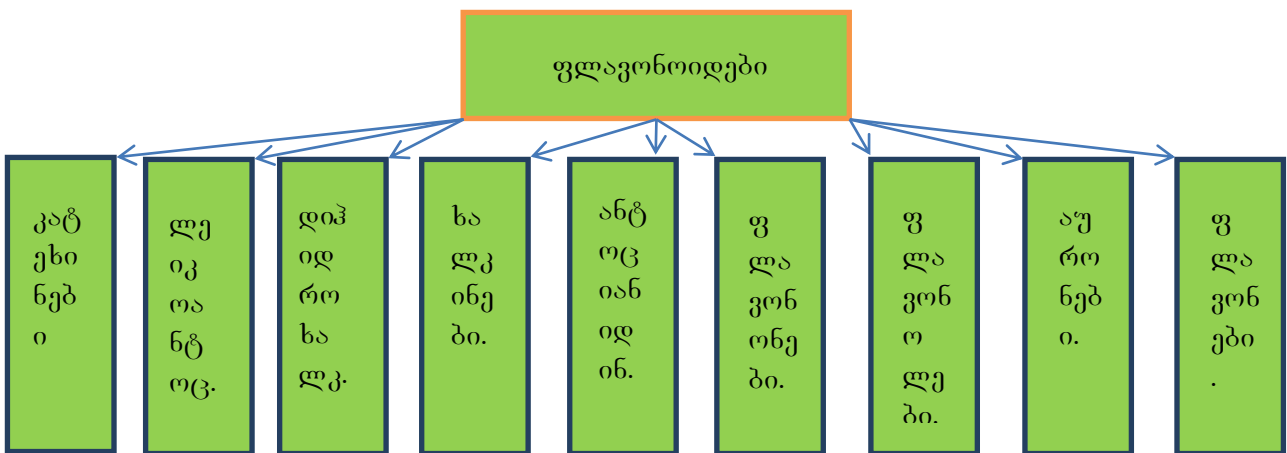 ფლავონოიდები
კატ
ეხი
ნებ
ი
ლე
იკ
ოა
ნტ
ოც.
დიჰ
იდ
რო
ხა
ლკ.
ხა
ლკ
ინე
ბი.
ანტ
ოც
იან
იდ
ინ.
ფ
ლა
ვონ
ონე
ბი.
ფ
ლა
ვონ
ო
ლე
ბი.
აუ
რო
ნებ
ი.
ფ
ლა
ვონ
ები
.